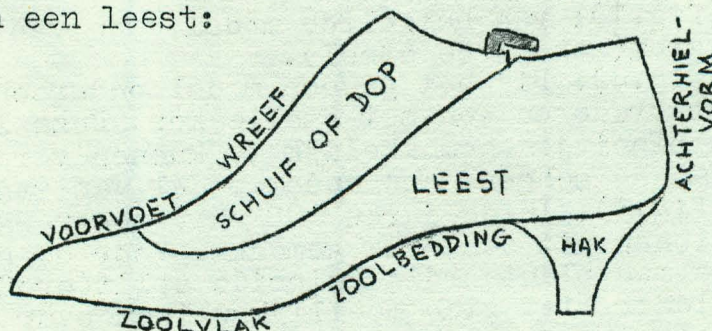 een leest:
WREEF
SCHUIF OF DOP
ACHTERHIEL-
VORM
VOORVOET
LEEST
ZOOLBEDDING
HAK
ZOOLVLAK